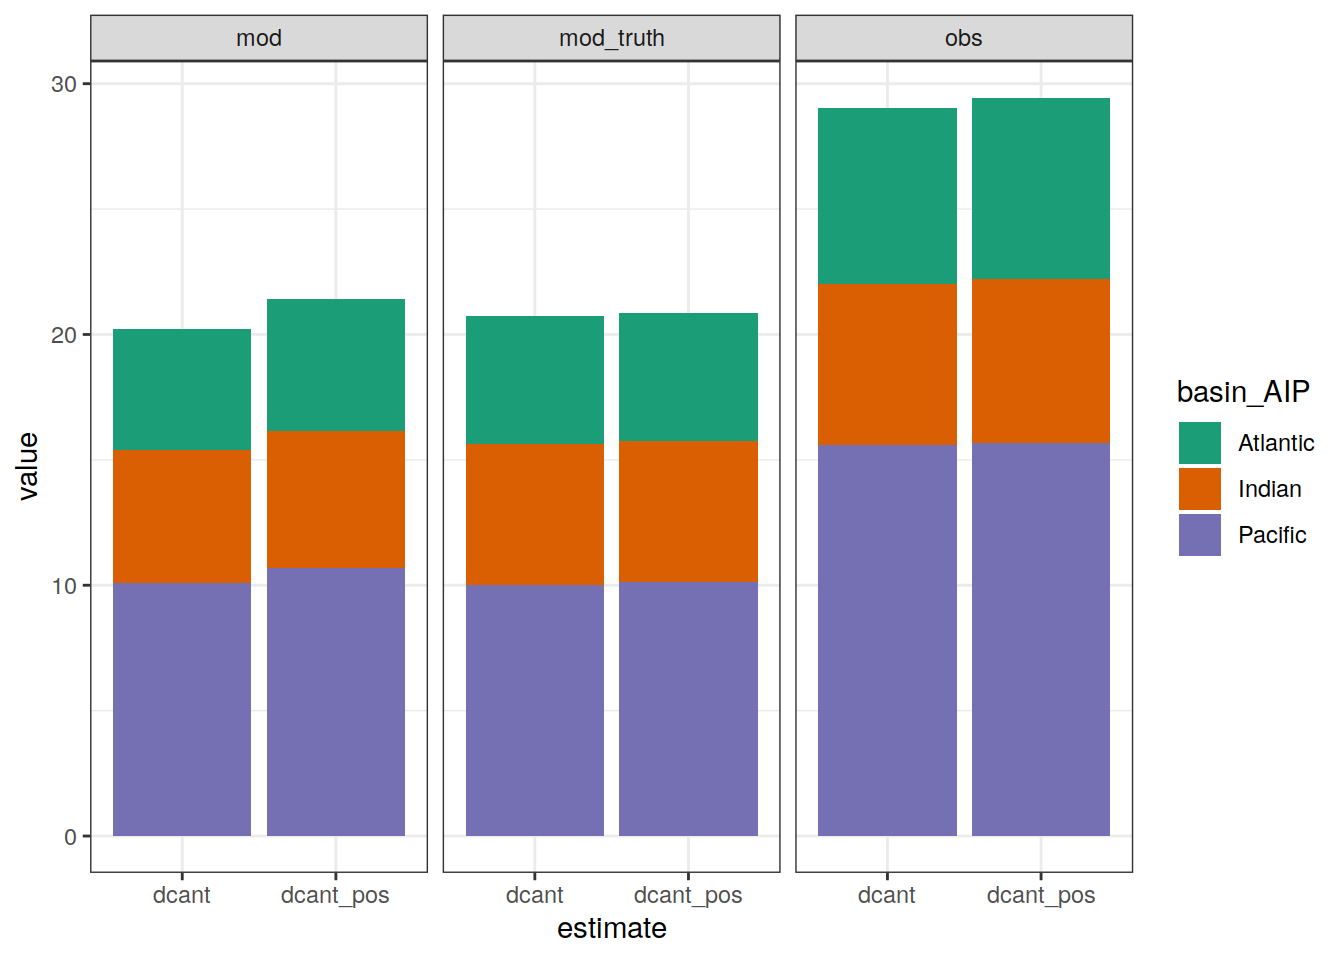 mod mod_truth obs
30
20
10
0
value
dcant dcant_pos dcant dcant_pos dcant dcant_pos
estimate
basin_AIP
Atlantic
Indian
Pacific